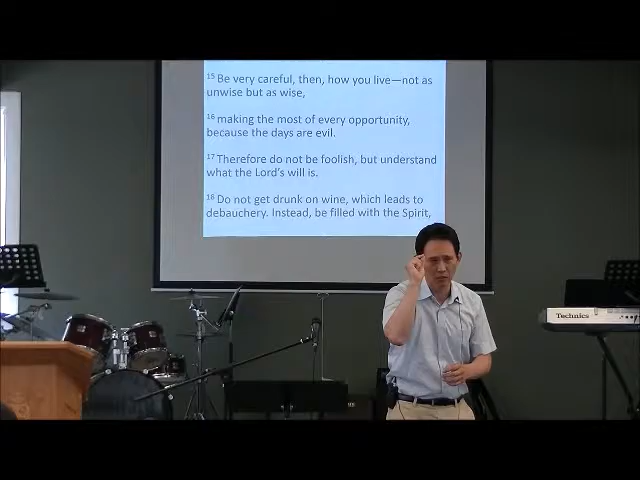 15 Be very careful, then, how you live—not as
unwise but as wise,
16 making the most of every opportunity,
because the days are evil.
17 Therefore do not be foolish, but understand
what the Lord's will is.
18 Do not get drunk on wine, which leads to
debauchery. Instead, be filled with the Spirit,
Technics